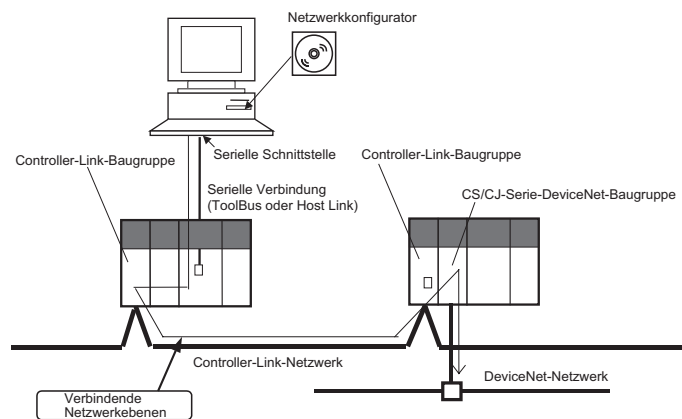 Netzwerkkonfigurator
Serielle Schnittstelle
Controller-Link-Baugruppe
Controller-Link-Baugruppe
Serielle Verbindung
(ToolBus oder Host Link)
CS/CJ-Serie-DeviceNet-Baugruppe
Controller-Link-Netzwerk
DeviceNet-Netzwerk
Verbindende
Netzwerkebenen